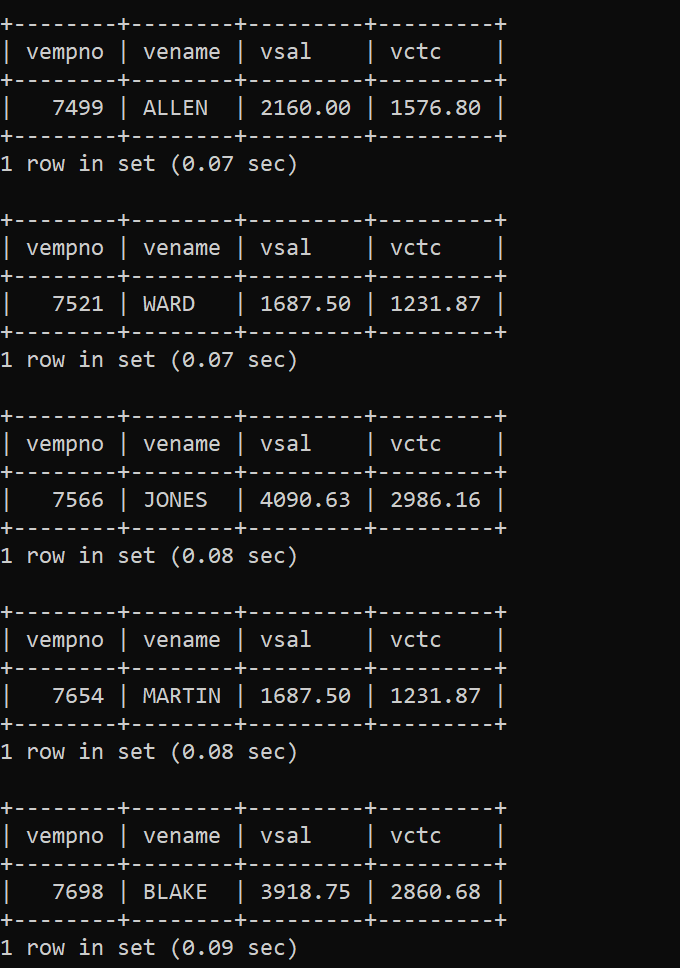 +--------+--------+---------+---------+
| vempno | vename | vsal    | vctc    |
+--------+--------+---------+---------+
|   7499 | ALLEN  | 2160.00 | 1576.80 |
+--------+--------+---------+---------+
1 row in set (0.07 sec)

+--------+--------+---------+---------+
| vempno | vename | vsal    | vctc    |
+--------+--------+---------+---------+
|   7521 | WARD   | 1687.50 | 1231.87 |
+--------+--------+---------+---------+
1 row in set (0.07 sec)

+--------+--------+---------+---------+
| vempno | vename | vsal    | vctc    |
+--------+--------+---------+---------+
|   7566 | JONES  | 4090.63 | 2986.16 |
+--------+--------+---------+---------+
1 row in set (0.08 sec)

+--------+--------+---------+---------+
| vempno | vename | vsal    | vctc    |
+--------+--------+---------+---------+
|   7654 | MARTIN | 1687.50 | 1231.87 |
+--------+--------+---------+---------+
1 row in set (0.08 sec)

+--------+--------+---------+---------+
| vempno | vename | vsal    | vctc    |
+--------+--------+---------+---------+
|   7698 | BLAKE  | 3918.75 | 2860.68 |
+--------+--------+---------+---------+
1 row in set (0.09 sec)